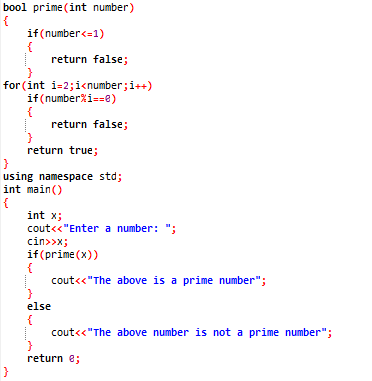 bool prime(int number)
{
    if(number<=1)
    {
        return false;
    }
for(int i=2;i<number;i++)
    if(number%i==0)
    {
        return false;
    }
    return true;
}
using namespace std;
int main()
{
    int x;
    cout<<"Enter a number: ";
    cin>>x;
    if(prime(x))
    {
        cout<<"The above is a prime number";
    }
    else
    {
        cout<<"The above number is not a prime number";
    }
    return 0;
}